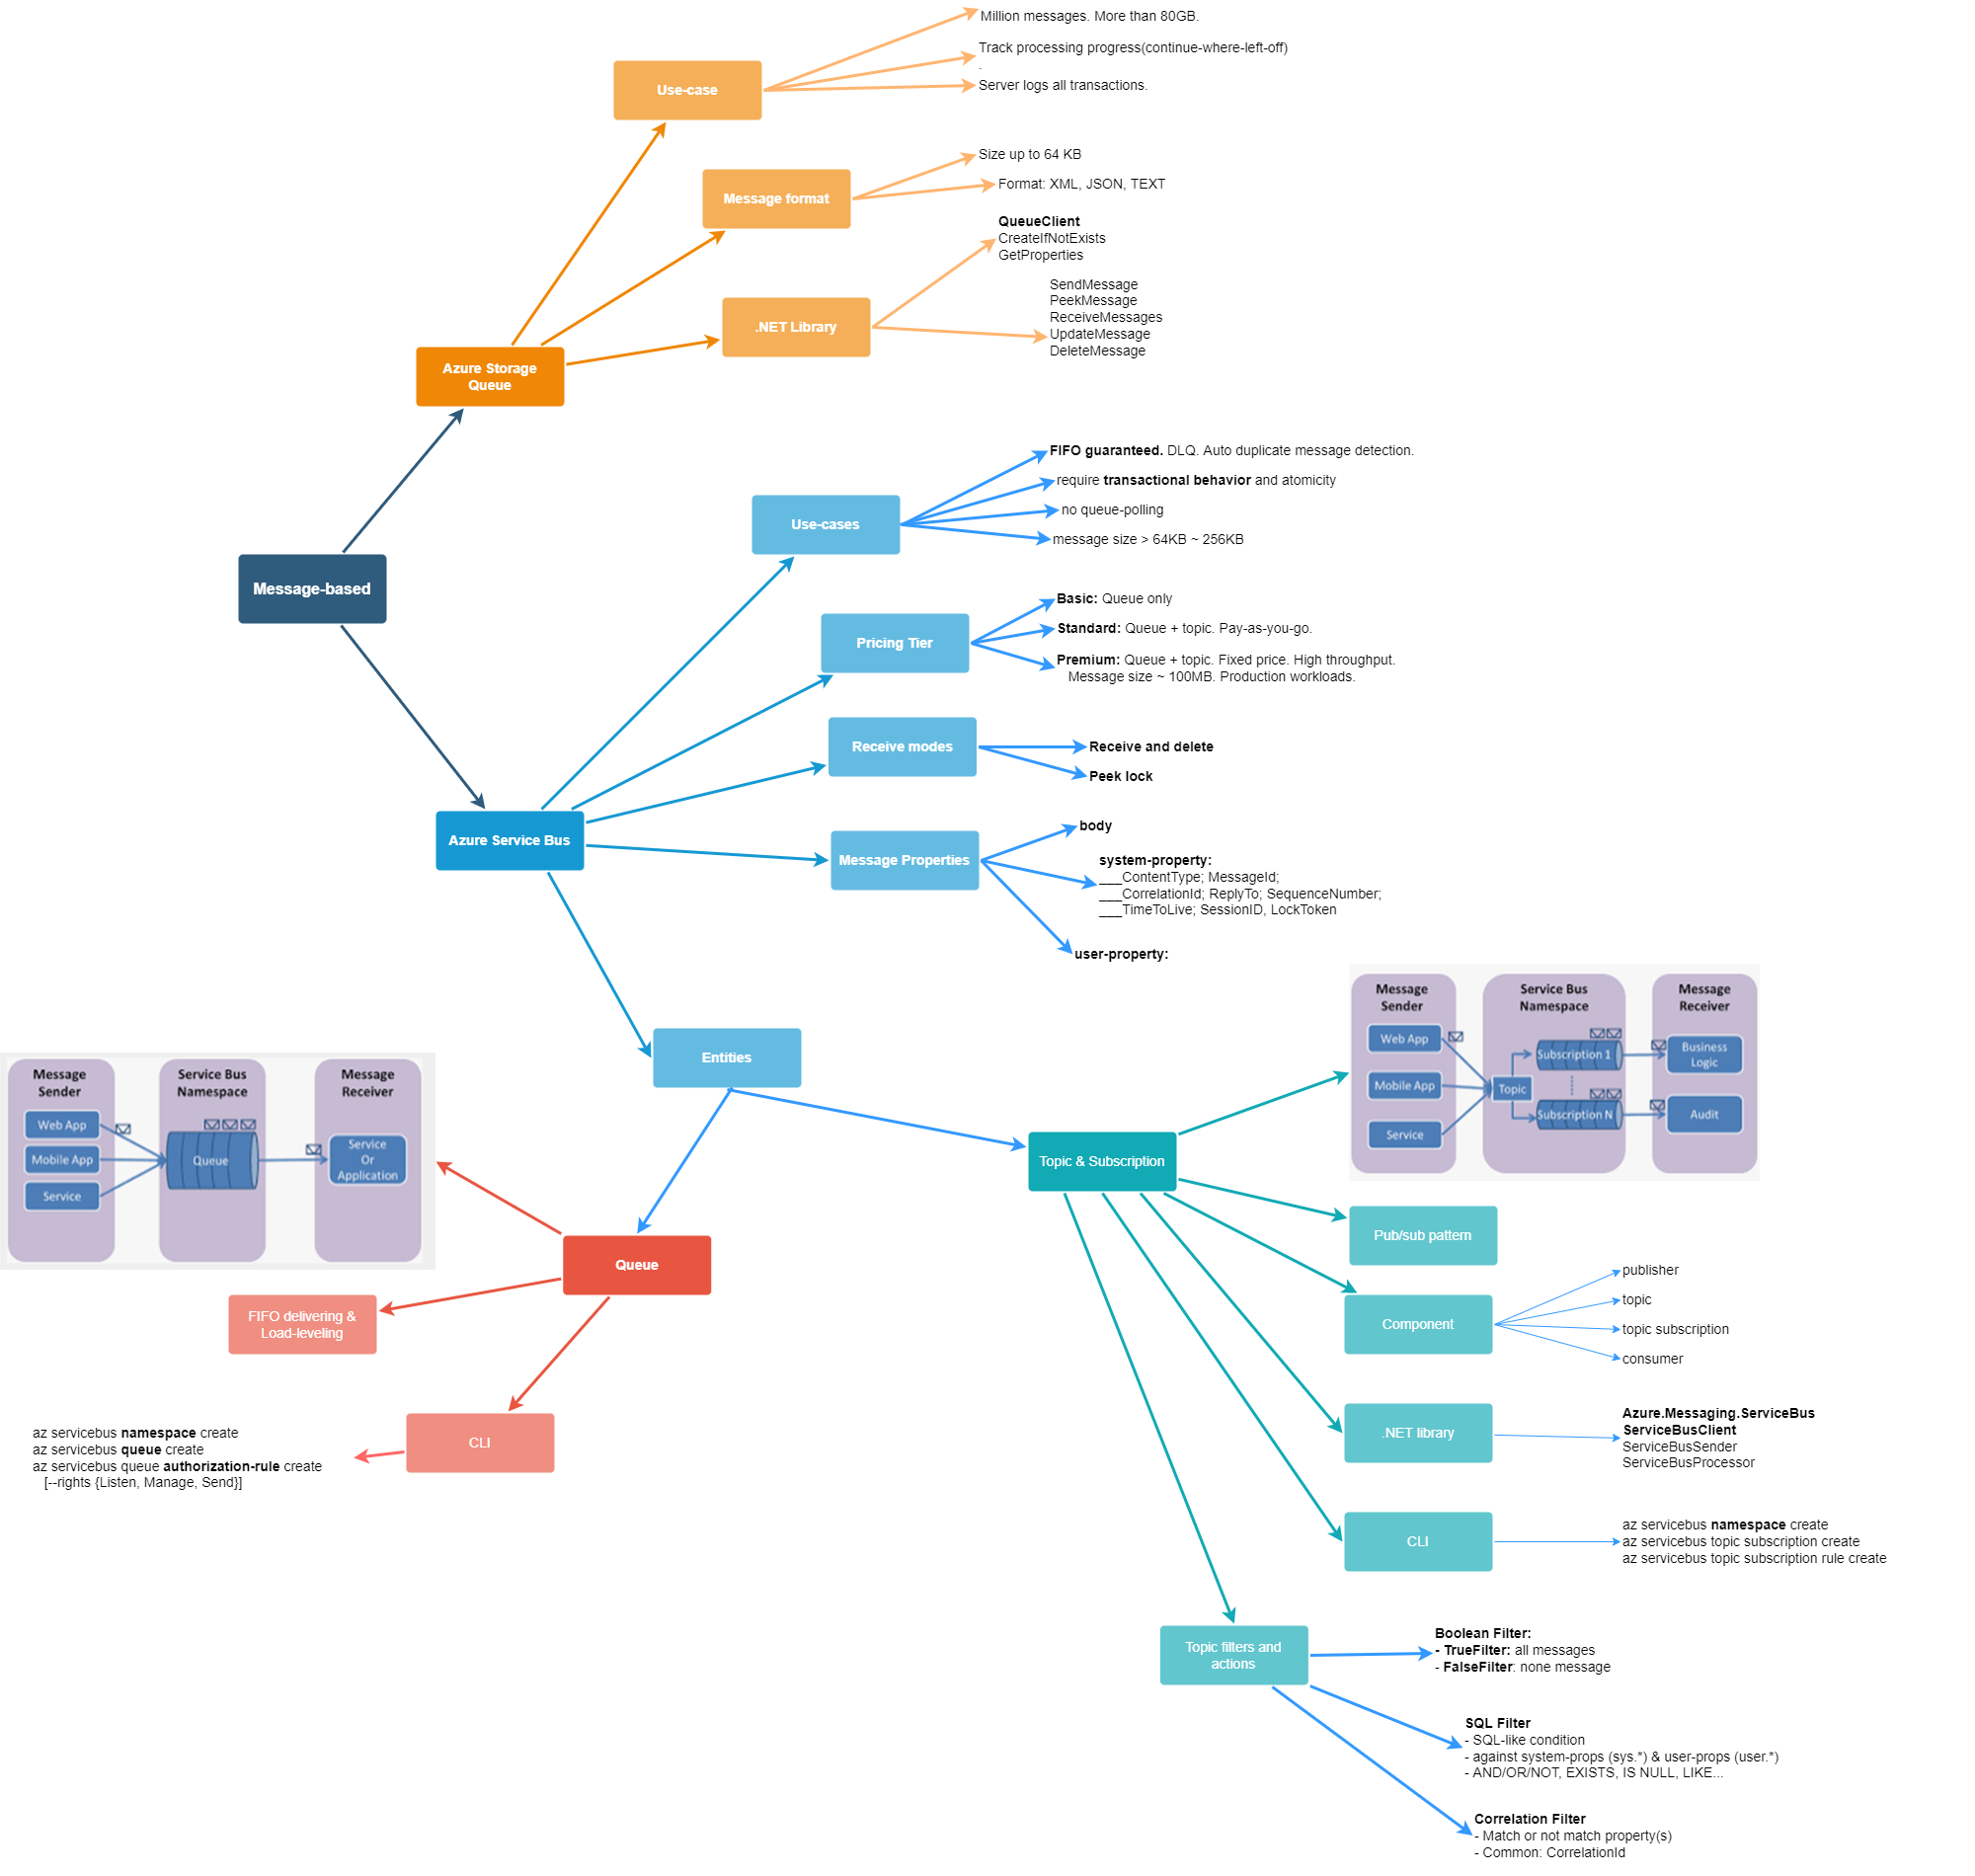 Million messages. More than 80GB.
Track processing progress(continue-where-left-off)
.
Server logs all transactions.
Use-case
Size up to 64 KB
Format: XML, JSON, TEXT
Message format
QueueClient
CreateIfNotExists
GetProperties
SendMessage
PeekMessage
ReceiveMessages
UpdateMessage
DeleteMessage
.NET Library
Azure Storage
Queue
Message-based
FIFO guaranteed. DLQ. Auto duplicate message detection.
require transactional behavior and atomicity
no queue-polling
message size > 64KB ~ 256KB
Use-cases
Basic: Queue only
Standard: Queue + topic. Pay-as-you-go.
Premium: Queue + topic. Fixed price. High throughput.
Message size ~ 100MB. Production workloads.
Pricing Tier
Receive modes
Receive and delete
Peek lock
Azure Service Bus
Message Properties
body
system-property:
___ContentType; MessageId;
___CorrelationId; ReplyTo; SequenceNumber;
___TimeToLive; SessionID, LockToken
user-property:
Entities
Message
Sender
Service Bus
Namespace
Message
Receiver
Web App
Mobile App
Service
Queue
Service
Or
Application
Queue
FIFO delivering &
Load-leveling
CLI
az servicebus namespace create
az servicebus queue create
az servicebus queue authorization-rule create
[--rights {Listen, Manage, Send}]
Topic & Subscription
Message
Sender
Service Bus
Namespace
Message
Receiver
Web App
Mobile App
Service
Topic
Subscription 1
Subscription N
Business
Logic
Audit
Pub/sub pattern
Component
publisher
topic
topic subscription
consumer
.NET library
Azure.Messaging.ServiceBus
ServiceBusClient
ServiceBusSender
ServiceBusProcessor
CLI
az servicebus namespace create
az servicebus topic subscription create
az servicebus topic subscription rule create
Topic filters and
actions
Boolean Filter:
- TrueFilter: all messages
- FalseFilter: none message
SQL Filter
- SQL-like condition
- against system-props (sys.*) & user-props (user.*)
- AND/OR/NOT, EXISTS, IS NULL, LIKE...
Correlation Filter
- Match or not match property(s)
- Common: CorrelationId